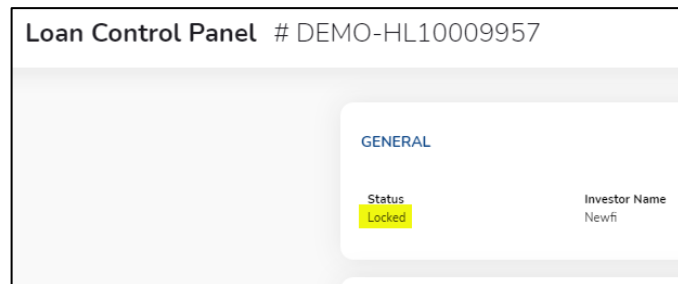 Loan Control Panel # DEMO-HL10009957
GENERAL
Status Investor Name
Locked Newfi